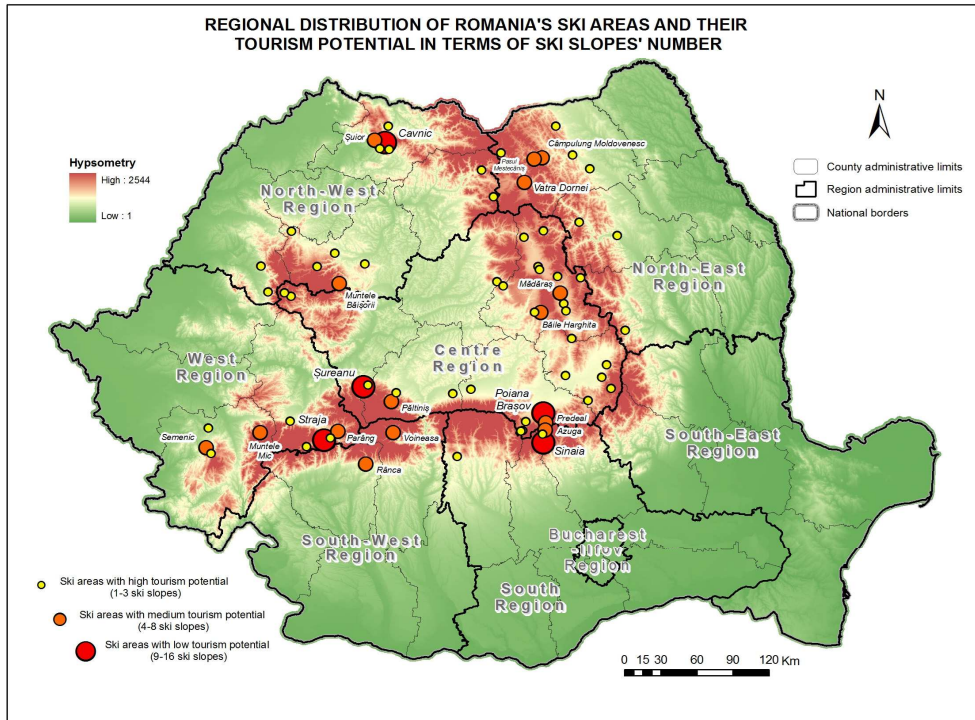 REGIONAL DISTRIBUTION OF ROMANIA'S SKI AREAS AND THEIR
TOURISM POTENTIAL IN TERMS OF SKI SLOPES' NUMBER
N
Hypsometry
High : 2544
Low : 1
County administrative limits
Region administrative limits
National borders
Șuior
Cavnic
Câmpulung Moldovenesc
Pasul
Mestecăniș
Vatra Dornei
North-West
Region
North-East
Region
Muntele
Băișorii
Mădăraș
Băile Harghita
West
Region
Centre
Region
Șureanu
Păltiniș
Poiana
Brașov
Predeal
Azuga
Sinaia
Straja
Semenic
Muntele
Mic
Parâng
Voineasa
Rânca
South-East
Region
South-West
Region
Bucharest
-Ilfov
Region
South
Region
Ski areas with high tourism potential
(1-3 ski slopes)
Ski areas with medium tourism potential
(4-8 ski slopes)
Ski areas with low tourism potential
(9-16 ski slopes)
0 15 30 60 90 120 Km